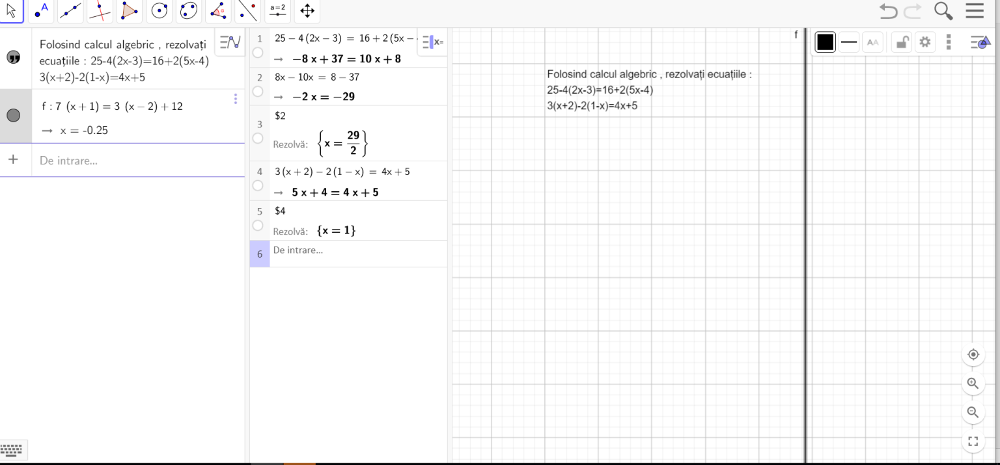 A
α
a=2
Folosind calcul algebric , rezolvați
ecuațiile : 25-4(2x-3)=16+2(5x-4)
3(x+2)-2(1-x)=4x+5
f : 7 (x + 1) = 3 (x − 2) + 12
→ x = -0.25
+ De intrare...
1 25 − 4 (2x − 3) = 16 + 2 (5x −
x=
→ −8 x + 37 = 10 x + 8
2 8x − 10x = 8 − 37
→ −2 x = −29
3 $2
Rezolvă: {x = 29/2}
4 3 (x + 2) − 2 (1 − x) = 4x + 5
→ 5 x + 4 = 4 x + 5
5 $4
Rezolvă: {x = 1}
6 De intrare...
f
AA
Folosind calcul algebric , rezolvați ecuațiile :
25-4(2x-3)=16+2(5x-4)
3(x+2)-2(1-x)=4x+5